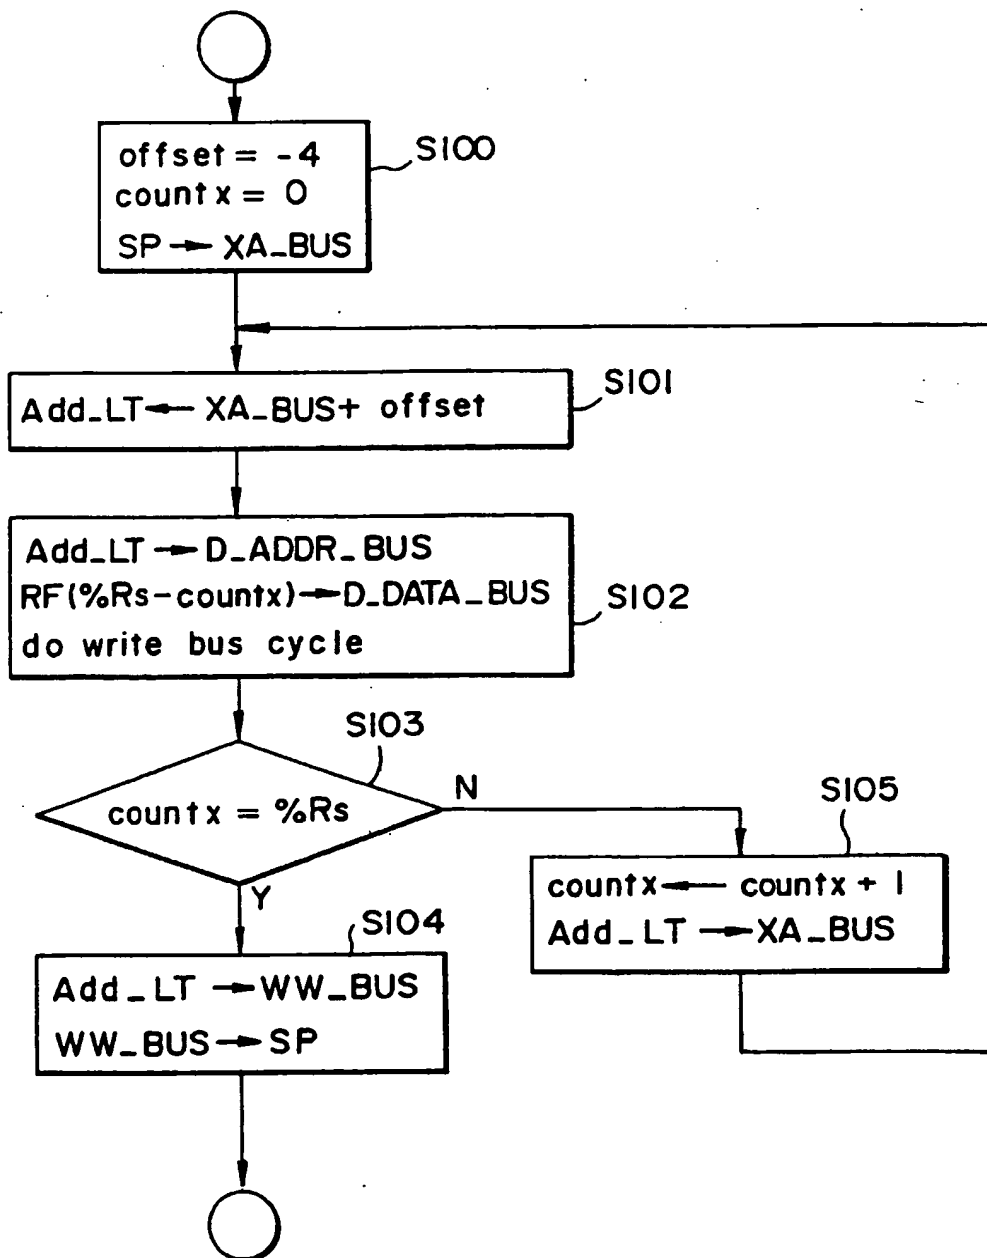 offset = -4
countx = 0
SP → XA_BUS
S100
Add_LT ← XA_BUS + offset
S101
Add_LT → D_ADDR_BUS
RF(%Rs-countx) → D_DATA_BUS
do write bus cycle
S102
S103
countx = %Rs
N
Y
S105
countx ← countx + 1
Add_LT → XA_BUS
S104
Add_LT → WW_BUS
WW_BUS → SP